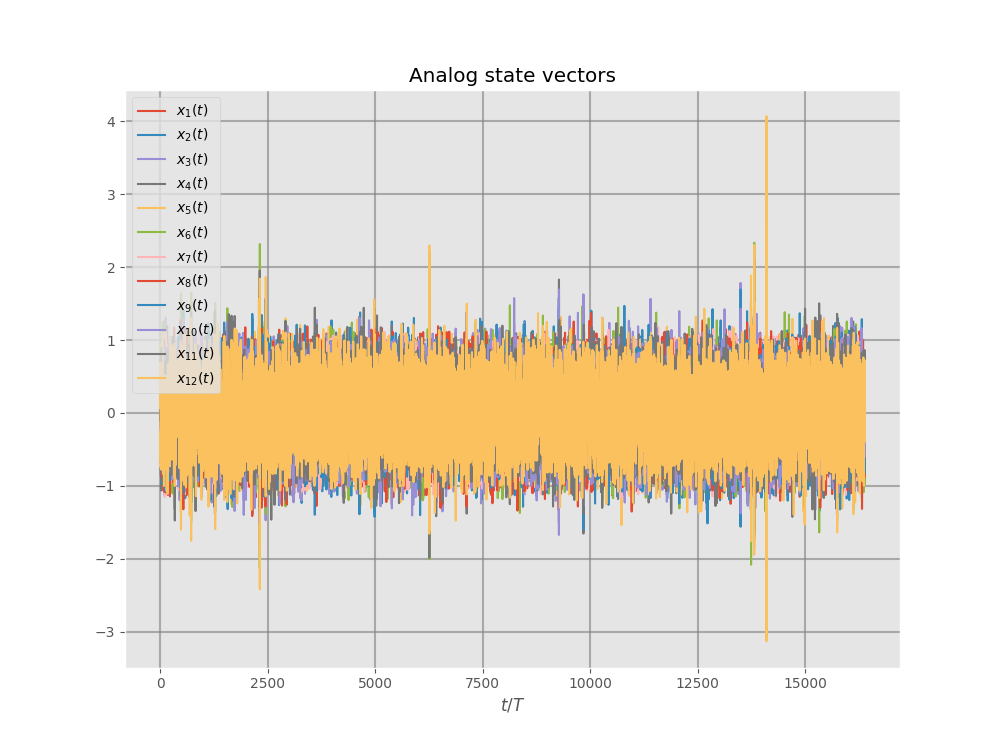 Analog state vectors
x₁(t)
x₂(t)
x₃(t)
x₄(t)
x₅(t)
x₆(t)
x₇(t)
x₈(t)
x₉(t)
x₁₀(t)
x₁₁(t)
x₁₂(t)
4
3
2
1
0
−1
−2
−3
0 2500 5000 7500 10000 12500 15000
t/T